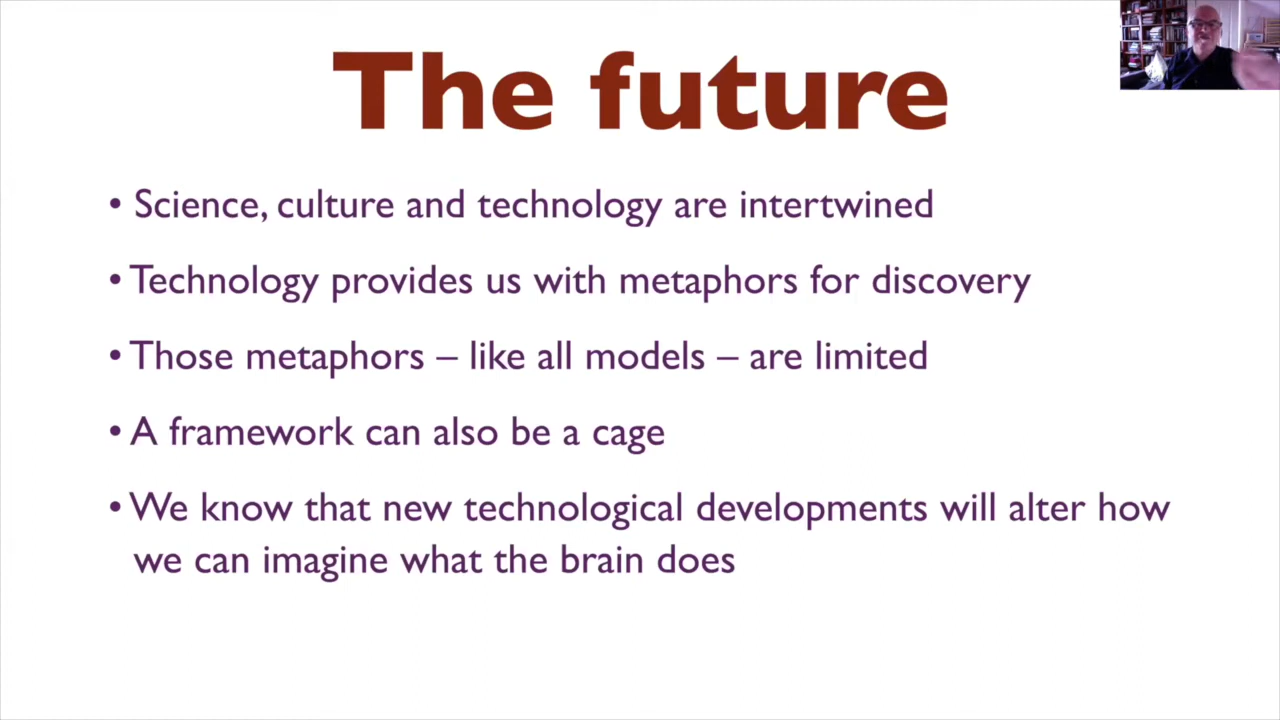 The future
• Science, culture and technology are intertwined
• Technology provides us with metaphors for discovery
• Those metaphors – like all models – are limited
• A framework can also be a cage
• We know that new technological developments will alter how
we can imagine what the brain does